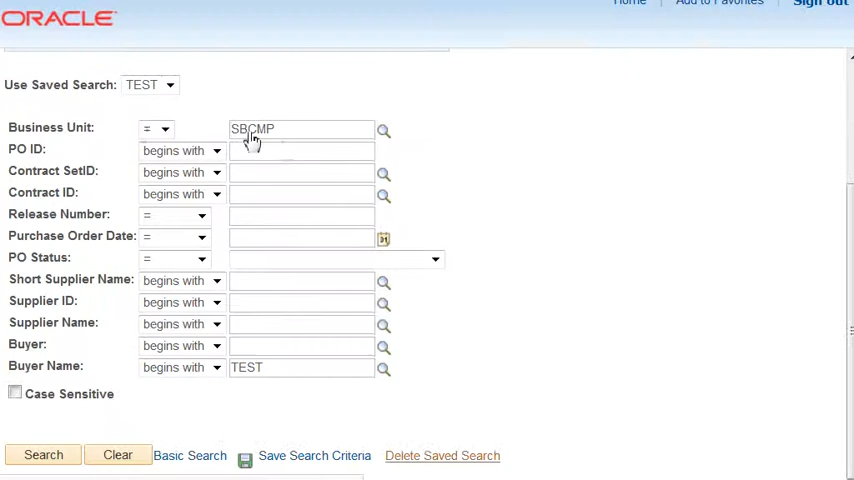 Home | Add to Favorites | Sign out
ORACLE
Use Saved Search: TEST
Business Unit: = SBCMP
PO ID: begins with
Contract SetID: begins with
Contract ID: begins with
Release Number: =
Purchase Order Date: = 31
PO Status: =
Short Supplier Name: begins with
Supplier ID: begins with
Supplier Name: begins with
Buyer: begins with
Buyer Name: begins with TEST
Case Sensitive
Search Clear Basic Search Save Search Criteria Delete Saved Search